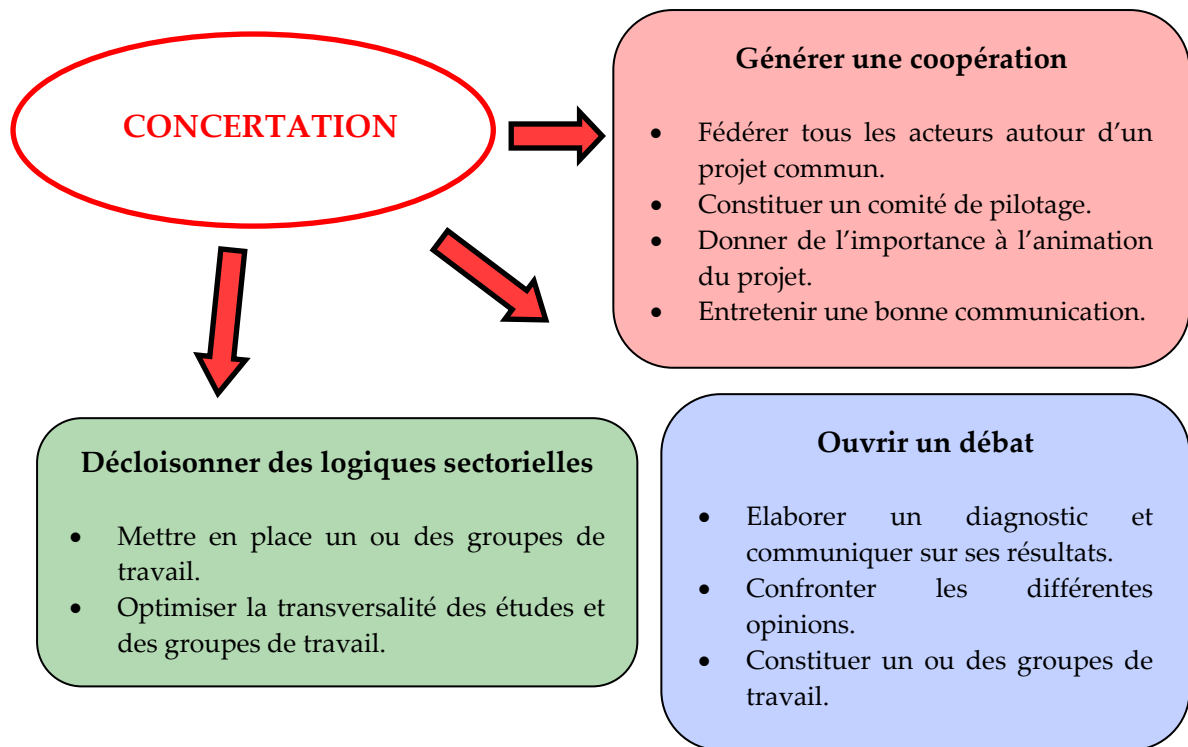 CONCERTATION
Générer une coopération
• Fédérer tous les acteurs autour d’un
projet commun.
• Constituer un comité de pilotage.
• Donner de l’importance à l’animation
du projet.
• Entretenir une bonne communication.
Décloisonner des logiques sectorielles
• Mettre en place un ou des groupes de
travail.
• Optimiser la transversalité des études et
des groupes de travail.
Ouvrir un débat
• Elaborer un diagnostic et
communiquer sur ses résultats.
• Confronter les différentes
opinions.
• Constituer un ou des groupes de
travail.